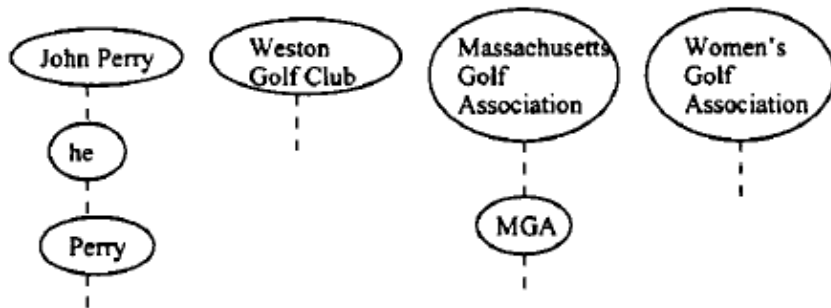 John Perry
Weston
Golf Club
Massachusetts
Golf
Association
Women's
Golf
Association
he
Perry
MGA